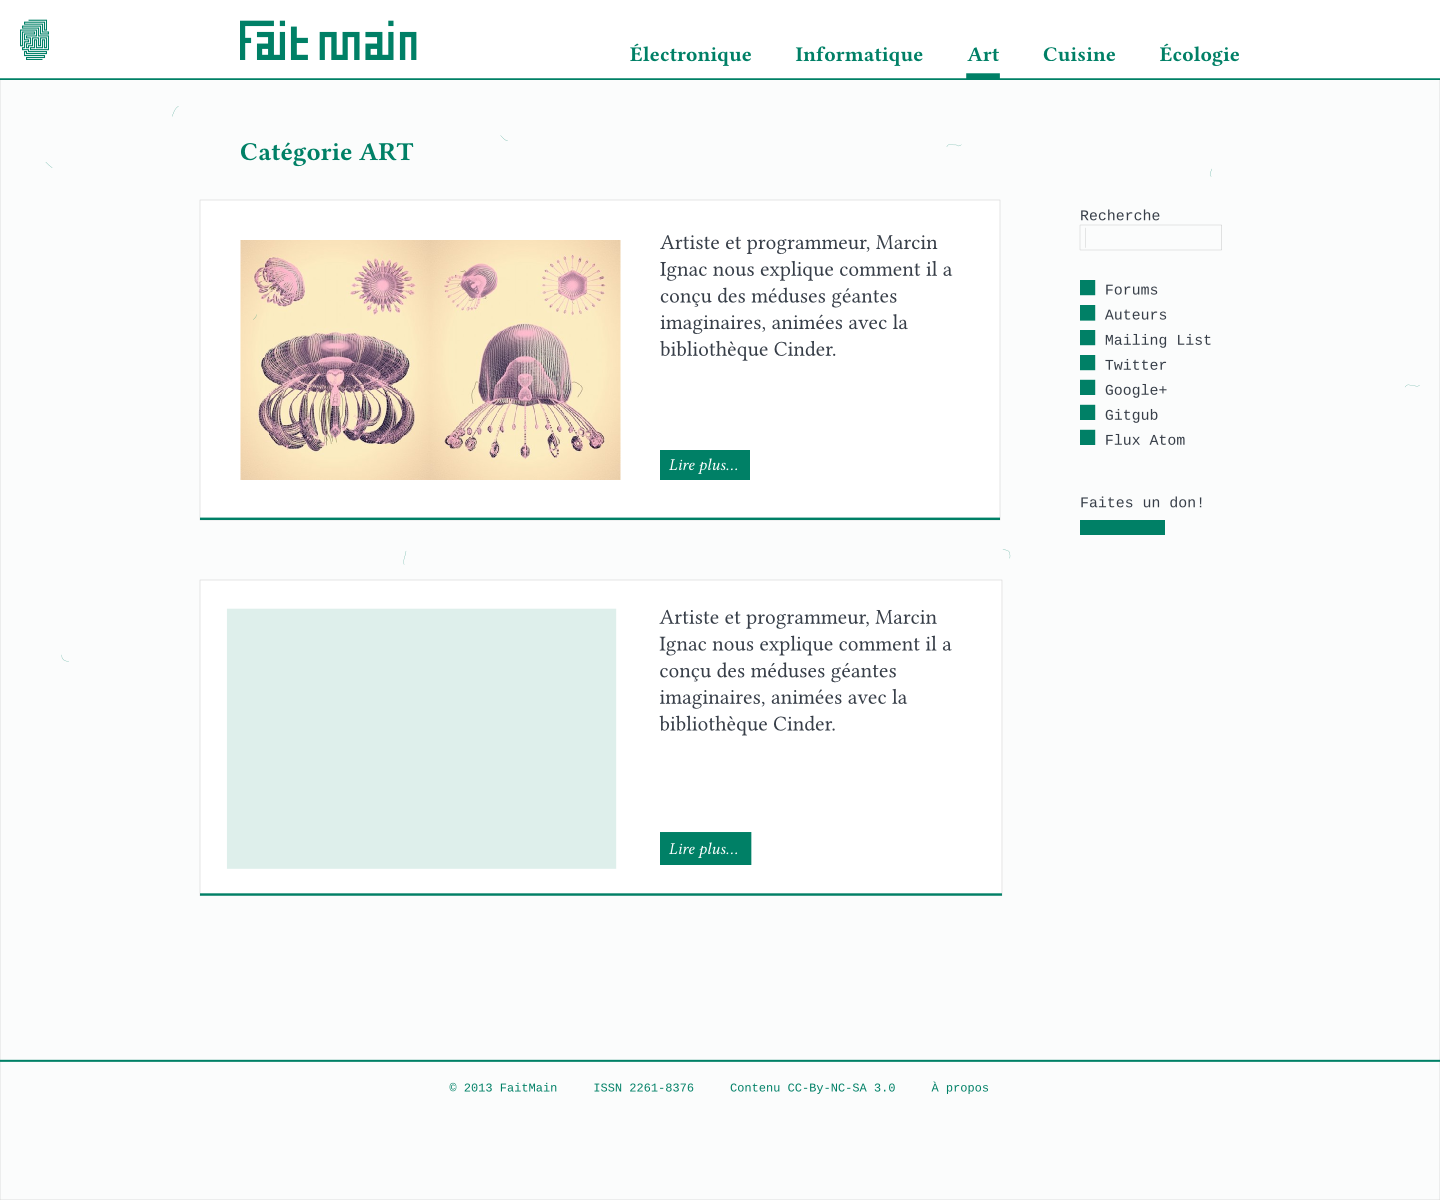 Fait main
Électronique Informatique Art Cuisine Écologie
Catégorie ART
Artiste et programmeur, Marcin
Ignac nous explique comment il a
conçu des méduses géantes
imaginaires, animées avec la
bibliothèque Cinder.
Lire plus...
Artiste et programmeur, Marcin
Ignac nous explique comment il a
conçu des méduses géantes
imaginaires, animées avec la
bibliothèque Cinder.
Lire plus...
Recherche
Forums
Auteurs
Mailing List
Twitter
Google+
Gitgub
Flux Atom
Faites un don!
© 2013 FaitMain ISSN 2261-8376 Contenu CC-By-NC-SA 3.0 À propos